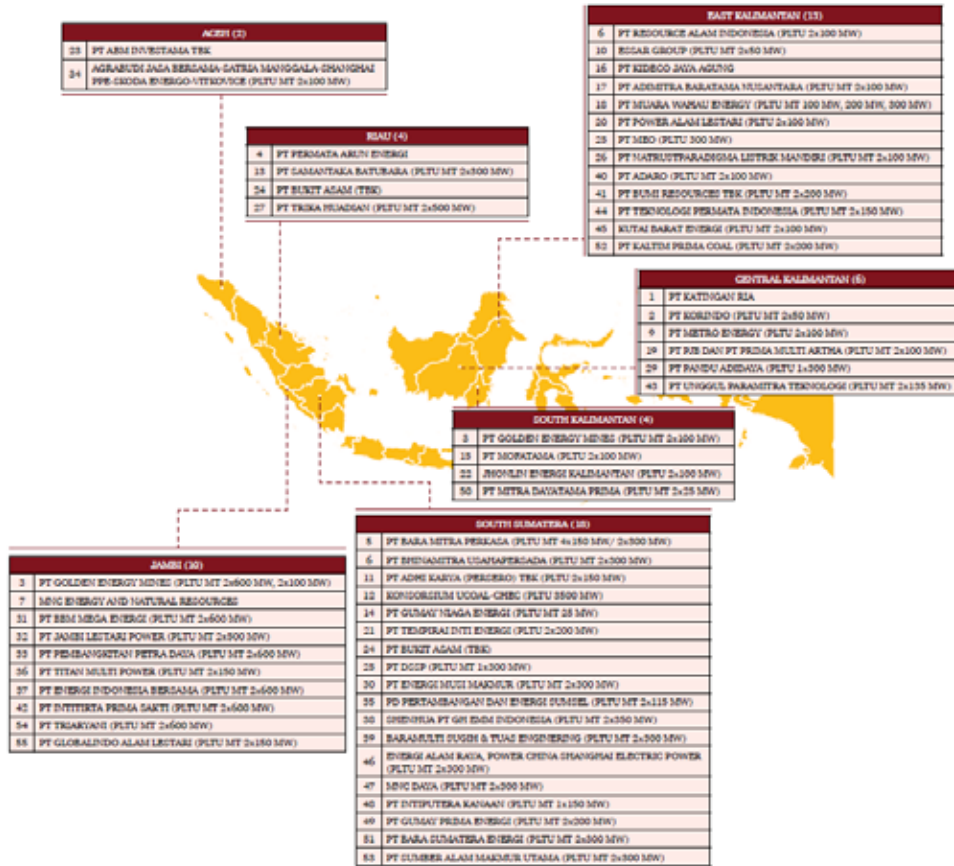 ACEH (2)
23 PT ABM INVESTAMA TBK
34 AGRABUDI JASA BERSAMA-SATRIA MANGGALA-SHANGHAI
PPE-SKODA ENERGO-VITKOVICE (PLTU MT 2x100 MW)
RIAU (4)
4 PT PERMATA ARUN ENERGI
13 PT SAMANTAKA BATUBARA (PLTU MT 2x300 MW)
24 PT BUKIT ASAM (TBK)
27 PT TRIKA HUADIAN (PLTU MT 2x300 MW)
EAST KALIMANTAN (13)
6 PT RESOURCE ALAM INDONESIA (PLTU 2x100 MW)
10 ESSAR GROUP (PLTU MT 2x50 MW)
16 PT KIDECO JAYA AGUNG
17 PT ADIMITRA BARATAMA NUSANTARA (PLTU MT 2x100 MW)
18 PT MUARA WAHAU ENERGY (PLTU MT 100 MW, 200 MW, 300 MW)
20 PT POWER ALAM LESTARI (PLTU 2x100 MW)
25 PT MBO (PLTU 300 MW)
26 PT NATRUSTPARADIGMA LISTRIK MANDIRI (PLTU MT 2x100 MW)
40 PT ADARO (PLTU MT 2x100 MW)
41 PT BUMI RESOURCES TBK (PLTU MT 2x200 MW)
44 PT TEKNOLOGI PERMATA INDONESIA (PLTU MT 2x150 MW)
45 KUTAI BARAT ENERGI (PLTU MT 2x100 MW)
52 PT KALTIM PRIMA COAL (PLTU MT 2x200 MW)
CENTRAL KALIMANTAN (6)
1 PT KATINGAN RIA
2 PT KORINDO (PLTU MT 2x50 MW)
9 PT METRO ENERGY (PLTU MT 2x100 MW)
19 PT PJB DAN PT PRIMA MULTI ARTHA (PLTU MT 2x100 MW)
29 PT PANDU ADIDAYA (PLTU 1x300 MW)
43 PT UNGGUL PARAMITRA TEKNOLOGI (PLTU MT 2x135 MW)
SOUTH KALIMANTAN (4)
3 PT GOLDEN ENERGY MINES (PLTU MT 2x100 MW)
15 PT MOPATAMA (PLTU MT 2x100 MW)
22 JHONLIN ENERGI KALIMANTAN (PLTU MT 2x100 MW)
50 PT MITRA DAYATAMA PRIMA (PLTU MT 2x25 MW)
JAMBI (10)
3 PT GOLDEN ENERGY MINES (PLTU MT 2x600 MW, 2x100 MW)
7 MNC ENERGY AND NATURAL RESOURCES
31 PT BBM MEGA ENERGI (PLTU MT 2x600 MW)
32 PT JAMBI LESTARI POWER (PLTU MT 2x300 MW)
33 PT PEMBANGKITAN PETRA DAYA (PLTU MT 2x600 MW)
36 PT TITAN MULTI POWER (PLTU MT 2x150 MW)
37 PT ENERGI INDONESIA BERSAMA (PLTU MT 2x600 MW)
42 PT INTITIRTA PRIMA SAKTI (PLTU MT 2x600 MW)
54 PT TRIARYANI (PLTU MT 2x600 MW)
55 PT GLOBALINDO ALAM LESTARI (PLTU MT 2x150 MW)
SOUTH SUMATERA (18)
5 PT BARA MITRA PERKASA (PLTU MT 4x150 MW/ 2x300 MW)
6 PT BHINAMITRA USAHAPERSADA (PLTU MT 2x300 MW)
11 PT ADHI KARYA (PERSERO) TBK (PLTU MT 2x150 MW)
12 KONSORSIUM UCOAL-CHEC (PLTU 3500 MW)
14 PT GUMAY NIAGA ENERGI (PLTU MT 25 MW)
21 PT TEMPIRAI INTI ENERGI (PLTU MT 2x200 MW)
24 PT BUKIT ASAM (TBK)
28 PT DSSP (PLTU MT 1x300 MW)
30 PT ENERGI MUSI MAKMUR (PLTU MT 2x300 MW)
35 PD PERTAMBANGAN DAN ENERGI SUMSEL (PLTU MT 2x115 MW)
38 SHENHUA PT GH EMM INDONESIA (PLTU MT 2x350 MW)
39 BARAMULTI SUGIH & TUAS ENGINERING (PLTU MT 2x300 MW)
46 ENERGI ALAM RAYA, POWER CHINA SHANGHAI ELECTRIC POWER
(PLTU MT 2x300 MW)
47 MNC DAYA (PLTU MT 2x300 MW)
48 PT INTIPUTERA KANAAN (PLTU MT 1x150 MW)
49 PT GUMAY PRIMA ENERGI (PLTU MT 2x200 MW)
51 PT BARA SUMATERA ENERGI (PLTU MT 2x300 MW)
53 PT SUMBER ALAM MAKMUR UTAMA (PLTU MT 2x300 MW)